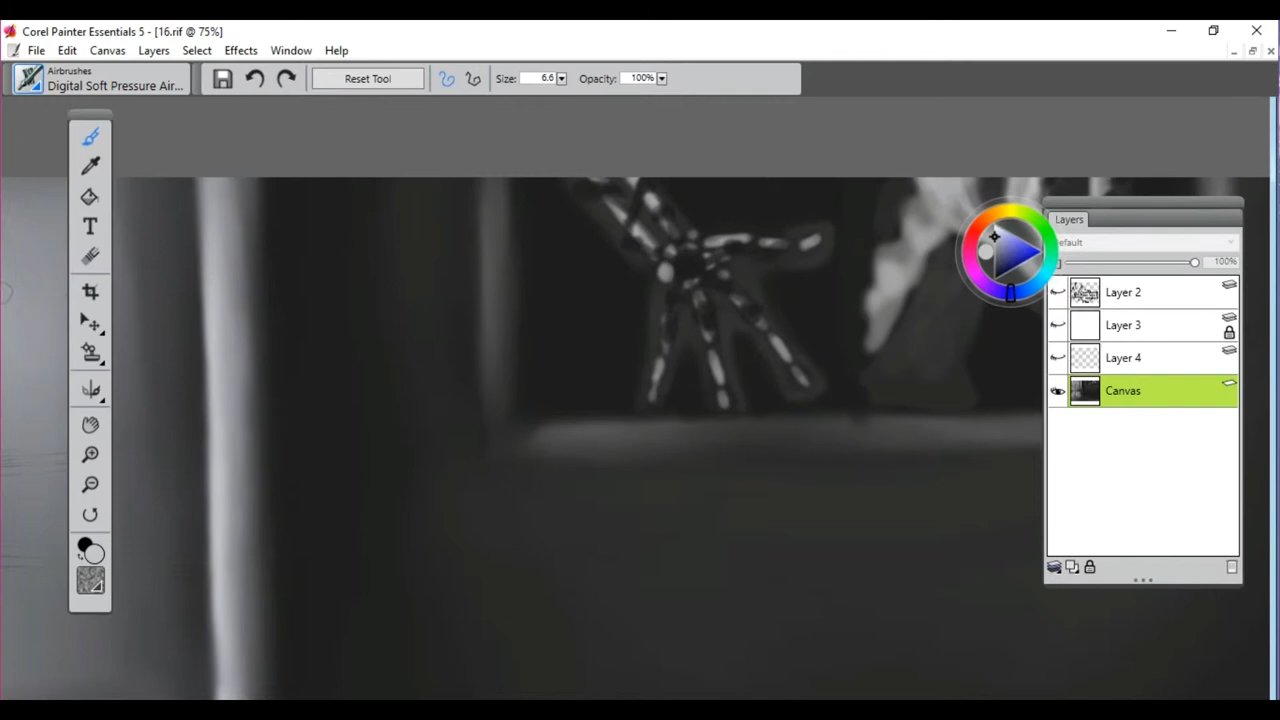 Corel Painter Essentials 5 - [16.rif @ 75%]
File Edit Canvas Layers Select Effects Window Help
Airbrushes
Digital Soft Pressure Air...
Reset Tool
Size: 6.6
Opacity: 100%
Layers
efault
100%
Layer 2
Layer 3
Layer 4
Canvas
T